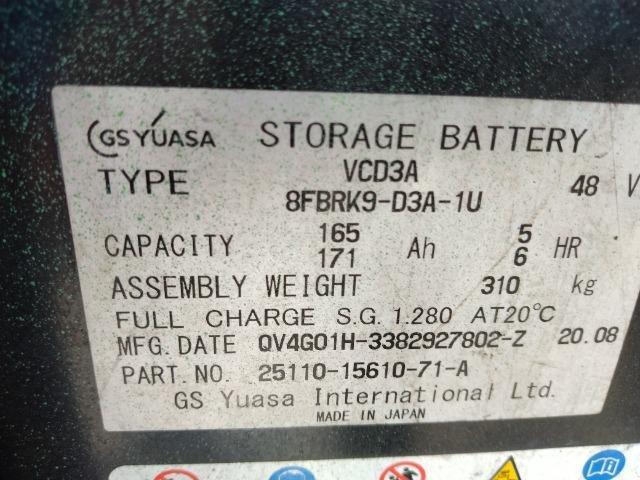 GS YUASA STORAGE BATTERY
TYPE VCD3A 48 V
8FBRK9-D3A-1U
CAPACITY 165 Ah 5 HR
171 6
ASSEMBLY WEIGHT 310 kg
FULL CHARGE S.G. 1.280 AT20°C
MFG. DATE QV4G01H-3382927802-Z 20.08
PART. NO. 25110-15610-71-A
GS Yuasa International Ltd.
MADE IN JAPAN